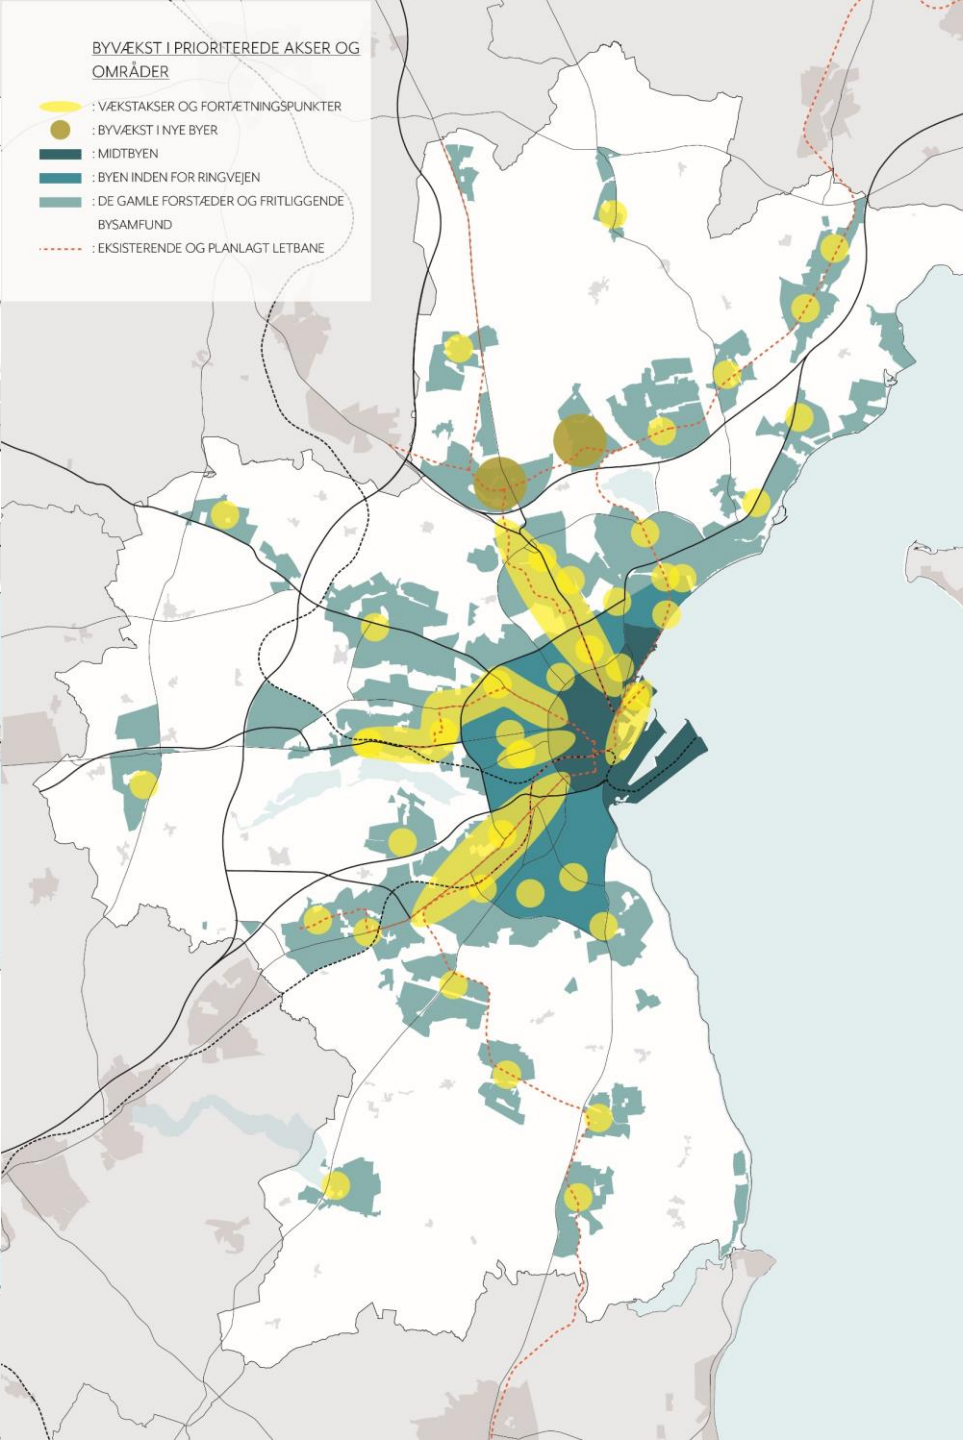 BYVÆKST I PRIORITEREDE AKSER OG
OMRÅDER
: VÆKSTAKSER OG FORTÆTNINGSPUNKTER
: BYVÆKST I NYE BYER
: MIDTBYEN
: BYEN INDEN FOR RINGVEJEN
: DE GAMLE FORSTÆDER OG FRITLIGGENDE
BYSAMFUND
: EKSISTERENDE OG PLANLAGT LETBANE